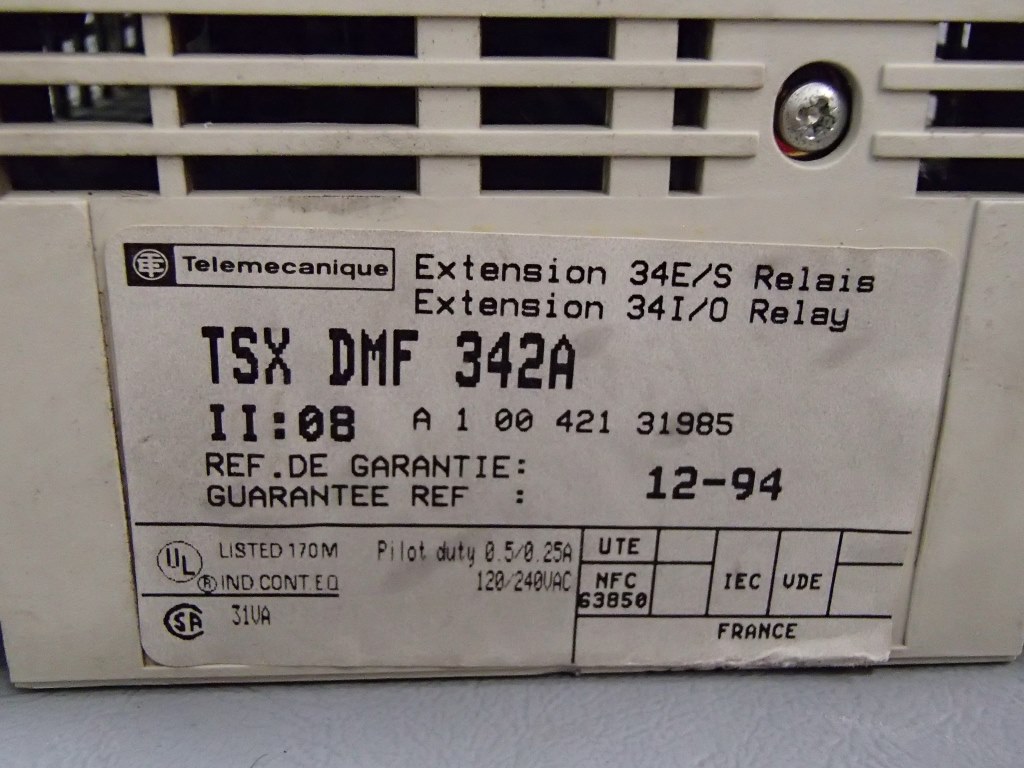 Telemecanique
Extension 34E/S Relais
Extension 34I/O Relay
TSX DMF 342A
II:08 A 1 00 421 31985
REF.DE GARANTIE:
GUARANTEE REF : 12-94
UL ® LISTED 170M
IND.CONT.EQ
Pilot duty 0.5/0.25A
120/240VAC
SA 31VA
UTE
NFC IEC VDE
63850
FRANCE